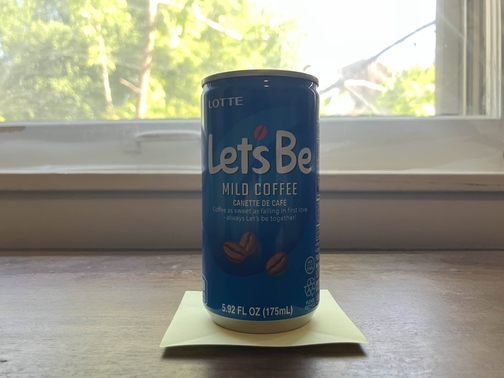 LOTTE
Let's Be
MILD COFFEE
CANETTE DE CAFE
Coffee as sweet as falling in first love
always Let's be together!
5.92 FL OZ (175mL)